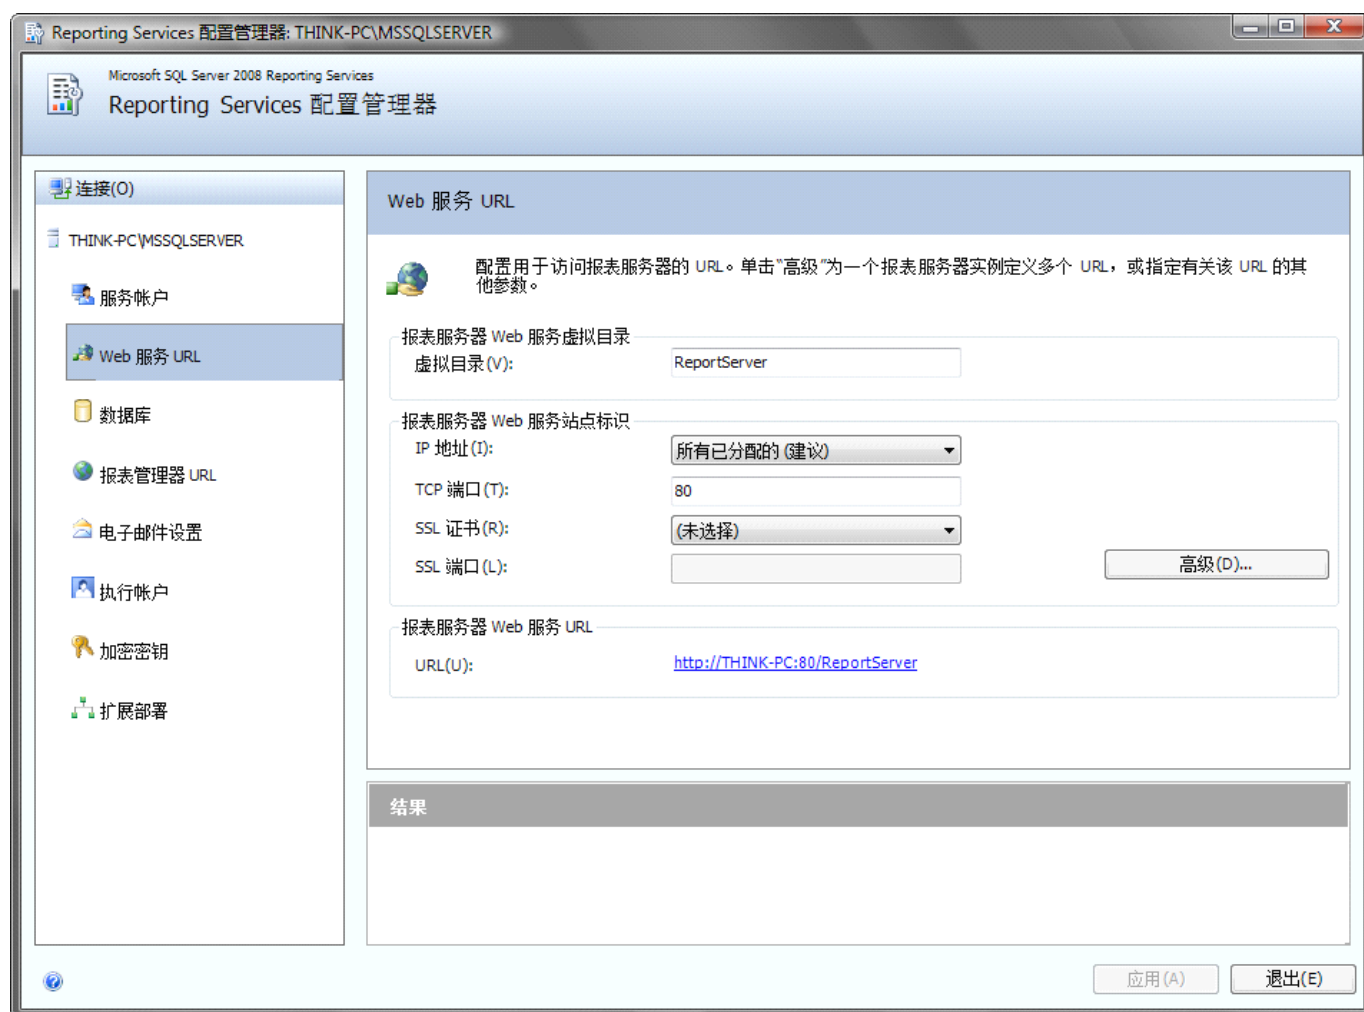 Reporting Services 配置管理器: THINK-PC\MSSQLSERVER
Microsoft SQL Server 2008 Reporting Services
Reporting Services 配置管理器
连接(O)
THINK-PC\MSSQLSERVER
服务帐户
Web 服务 URL
数据库
报表管理器 URL
电子邮件设置
执行帐户
加密密钥
扩展部署
Web 服务 URL
配置用于访问报表服务器的 URL。单击“高级”为一个报表服务器实例定义多个 URL，或指定有关该 URL 的其
他参数。
报表服务器 Web 服务虚拟目录
虚拟目录(V): ReportServer
报表服务器 Web 服务站点标识
IP 地址(I): 所有已分配的(建议)
TCP 端口(T): 80
SSL 证书(R): (未选择)
SSL 端口(L):
高级(D)...
报表服务器 Web 服务 URL
URL(U): http://THINK-PC:80/ReportServer
结果
应用(A) 退出(E)